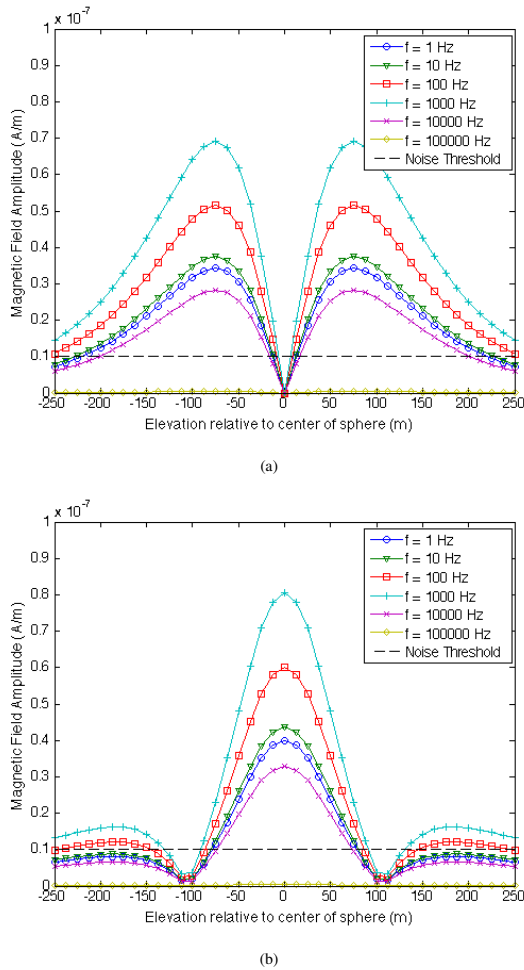 x 10^-7
1
0.9
0.8
0.7
0.6
0.5
0.4
0.3
0.2
0.1
0
Magnetic Field Amplitude (A/m)
f = 1 Hz
f = 10 Hz
f = 100 Hz
f = 1000 Hz
f = 10000 Hz
f = 100000 Hz
Noise Threshold
-250 -200 -150 -100 -50 0 50 100 150 200 250
Elevation relative to center of sphere (m)
(a)
x 10^-7
1
0.9
0.8
0.7
0.6
0.5
0.4
0.3
0.2
0.1
0
Magnetic Field Amplitude (A/m)
f = 1 Hz
f = 10 Hz
f = 100 Hz
f = 1000 Hz
f = 10000 Hz
f = 100000 Hz
Noise Threshold
-250 -200 -150 -100 -50 0 50 100 150 200 250
Elevation relative to center of sphere (m)
(b)